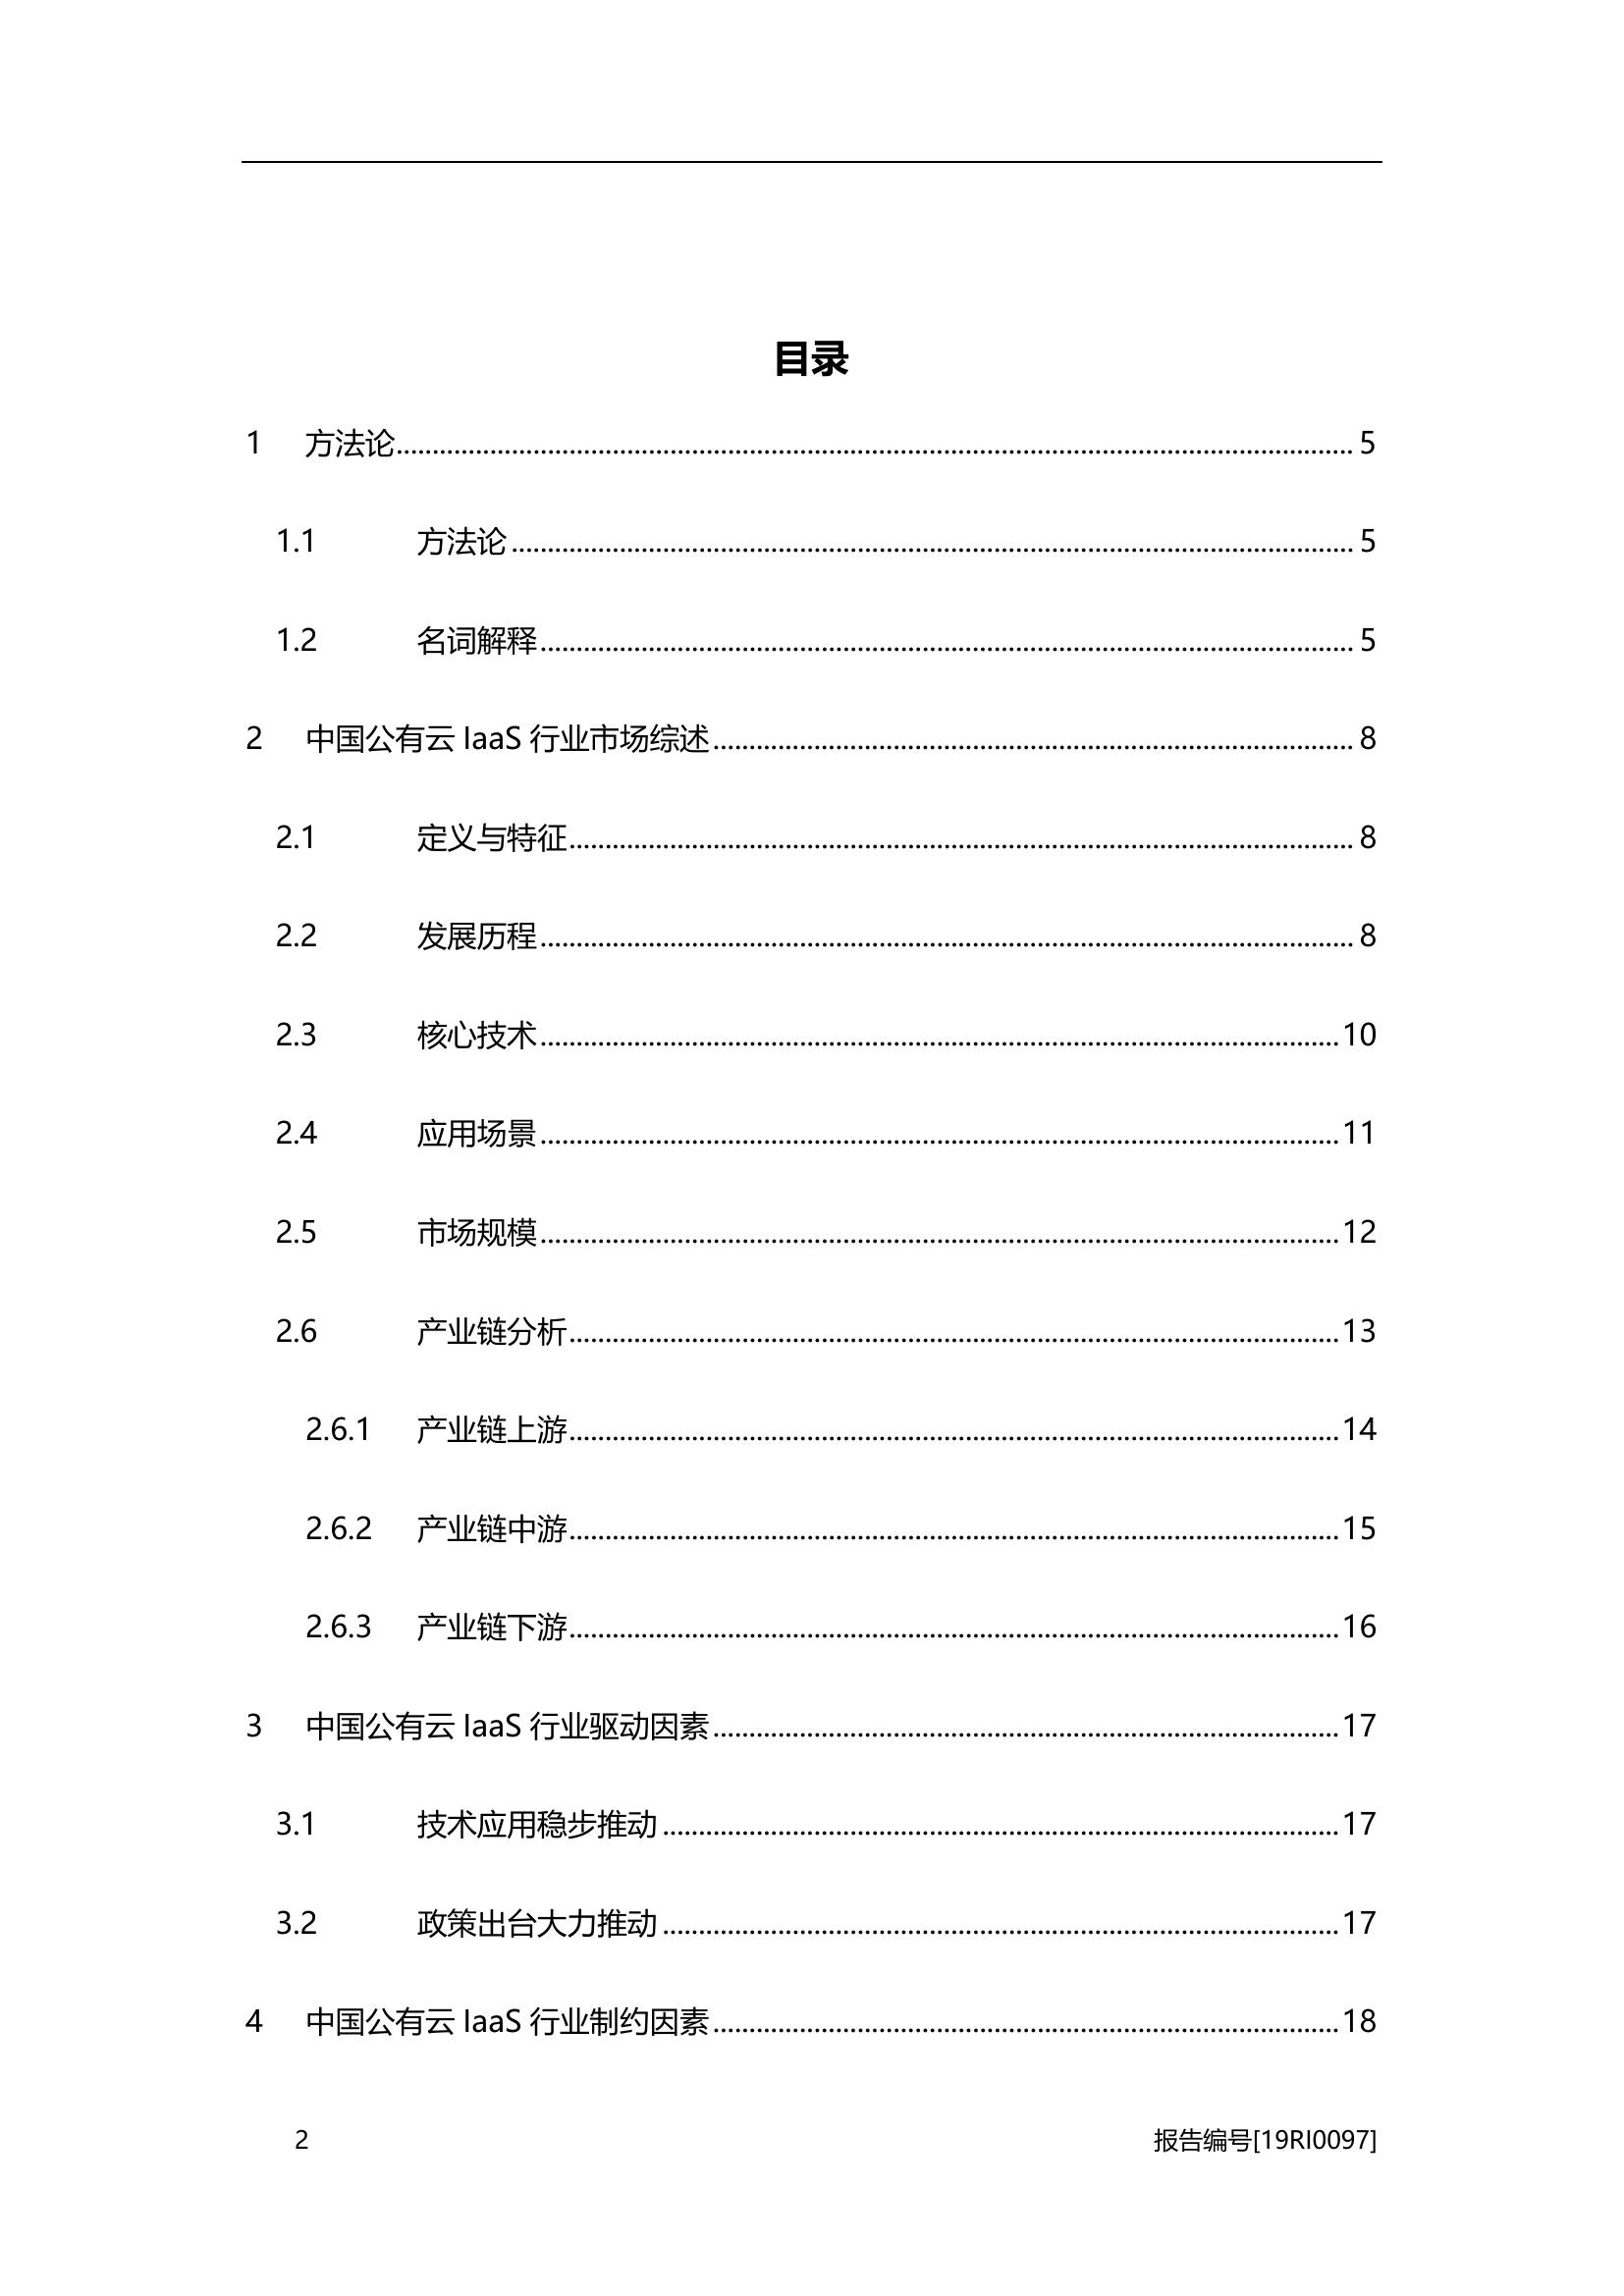 目录
1 方法论 5
1.1 方法论 5
1.2 名词解释 5
2 中国公有云 IaaS 行业市场综述 8
2.1 定义与特征 8
2.2 发展历程 8
2.3 核心技术 10
2.4 应用场景 11
2.5 市场规模 12
2.6 产业链分析 13
2.6.1 产业链上游 14
2.6.2 产业链中游 15
2.6.3 产业链下游 16
3 中国公有云 IaaS 行业驱动因素 17
3.1 技术应用稳步推动 17
3.2 政策出台大力推动 17
4 中国公有云 IaaS 行业制约因素 18
2 报告编号[19RI0097]